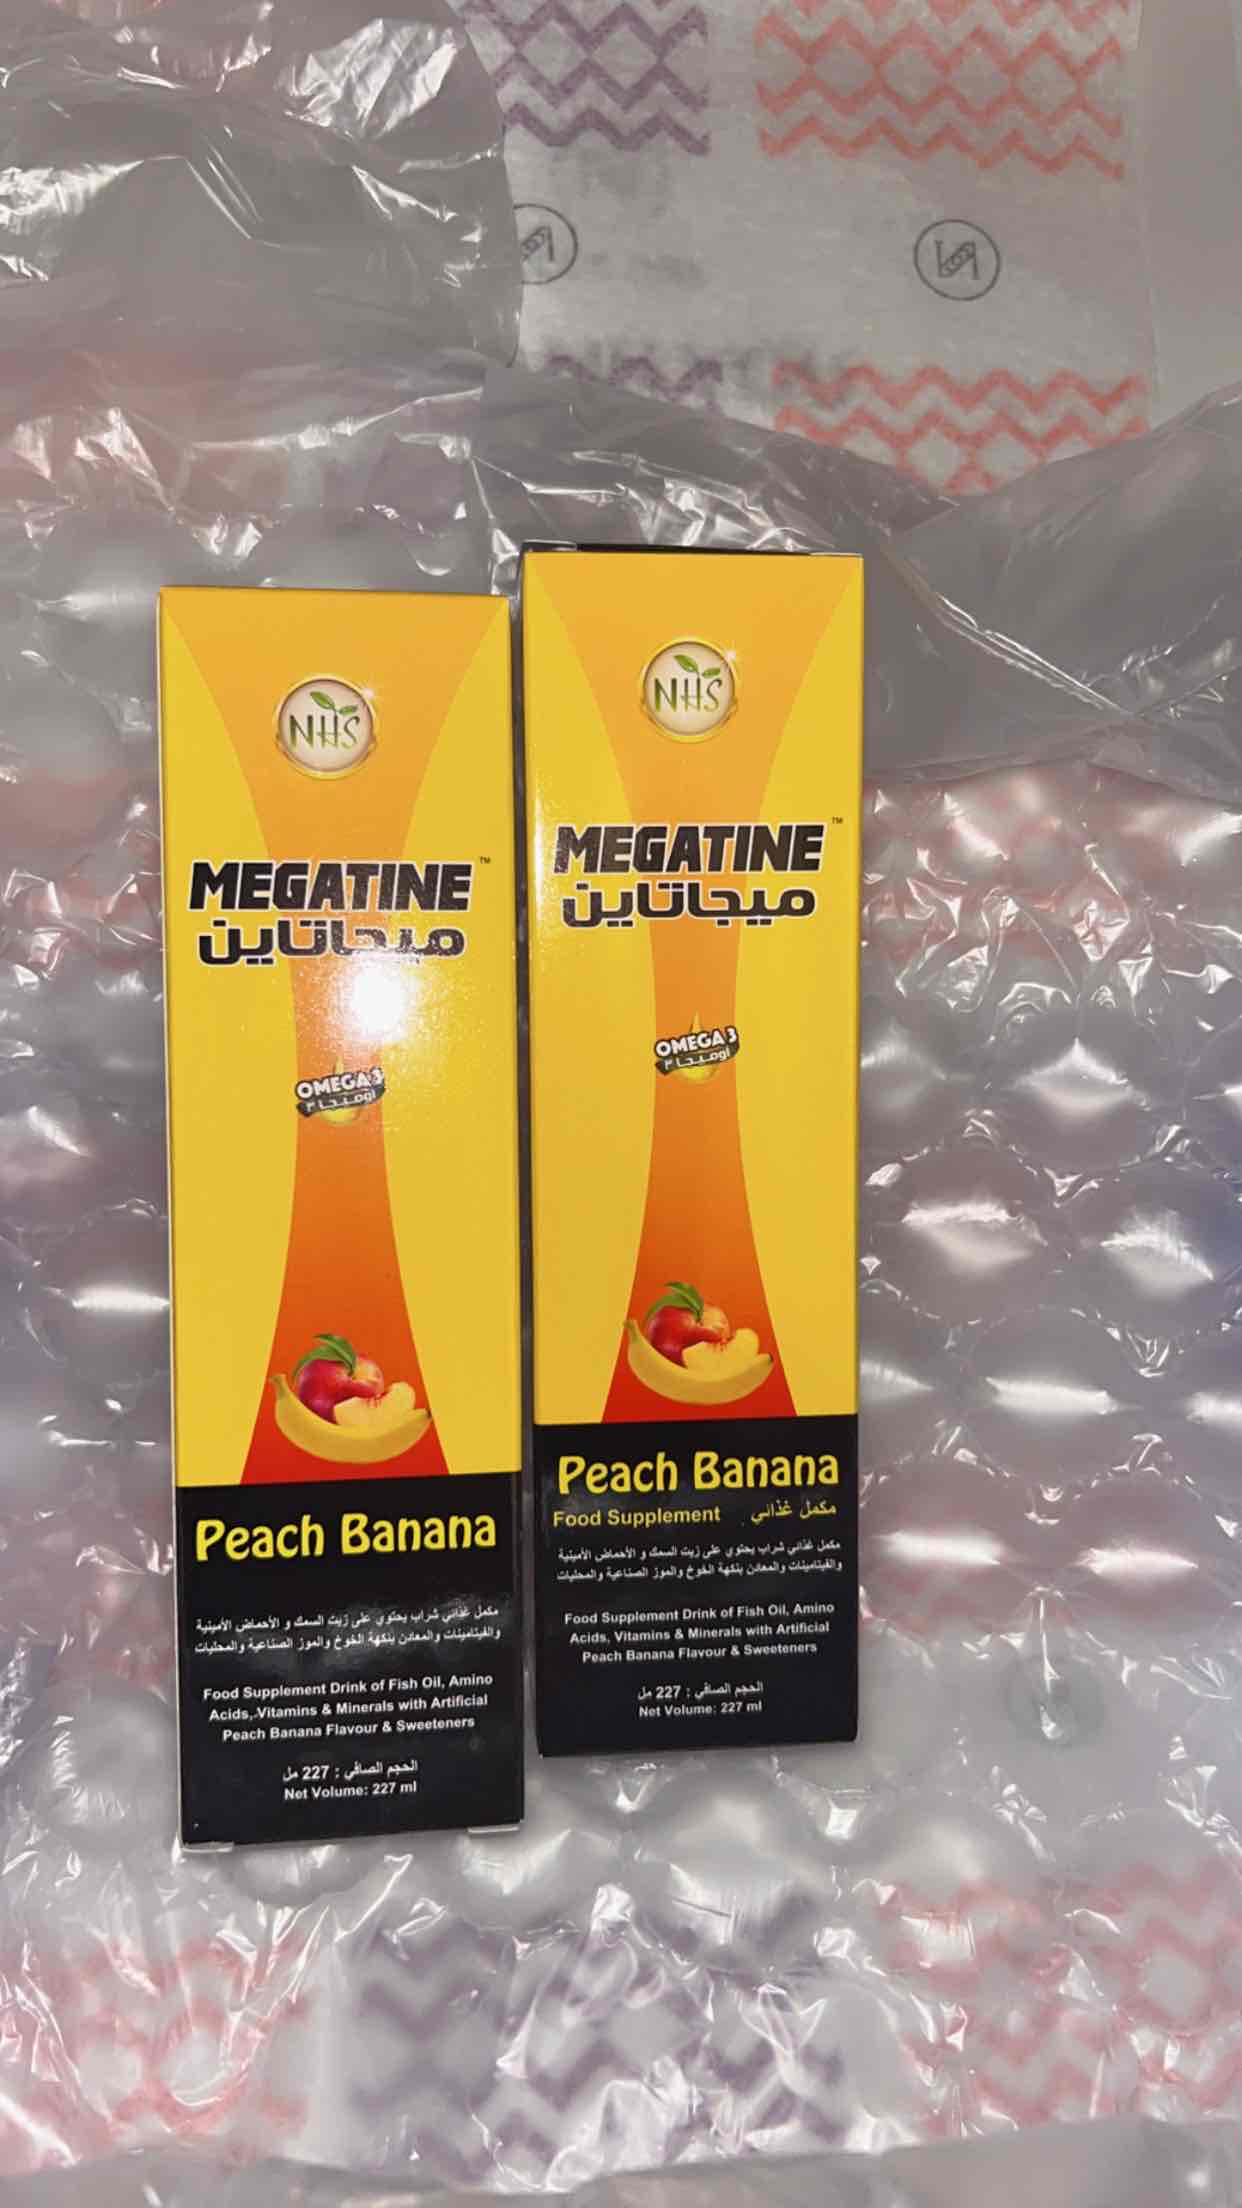 NHS
MEGATINE™
ميجاتاين
OMEGA 3
أوميجا ٣
Peach Banana
مكمل غذائي شراب يحتوي على زيت السمك و الأحماض الأمينية
والفيتامينات والمعادن بنكهة الخوخ والموز الصناعية والمحليات
Food Supplement Drink of Fish Oil, Amino
Acids, Vitamins & Minerals with Artificial
Peach Banana Flavour & Sweeteners
الحجم الصافي : 227 مل
Net Volume: 227 ml
NHS
MEGATINE™
ميجاتاين
OMEGA 3
أوميجا ٣
Peach Banana
Food Supplement مكمل غذائي
مكمل غذائي شراب يحتوي على زيت السمك و الأحماض الأمينية
والفيتامينات والمعادن بنكهة الخوخ والموز الصناعية والمحليات
Food Supplement Drink of Fish Oil, Amino
Acids, Vitamins & Minerals with Artificial
Peach Banana Flavour & Sweeteners
الحجم الصافي : 227 مل
Net Volume: 227 ml